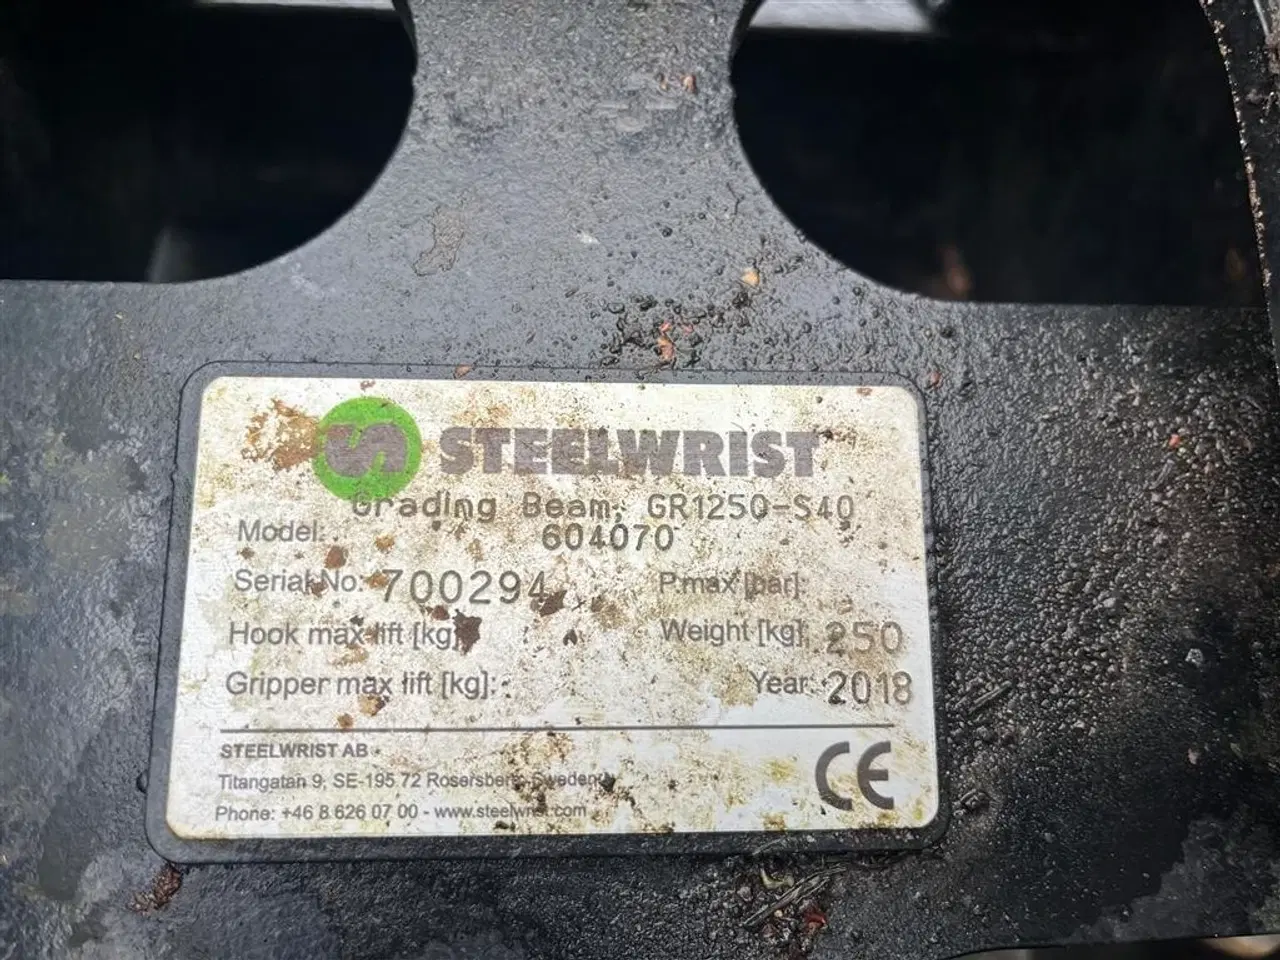 STEELWRIST
Grading Beam, GR1250-S40
Model: 604070
Serial No: 700294 P.max [bar]:
Hook max lift [kg]: Weight [kg]: 250
Gripper max lift [kg]: Year: 2018
STEELWRIST AB
Titangatan 9, SE-195 72 Rosersberg, Sweden
Phone: +46 8 626 07 00 - www.steelwrist.com
CE